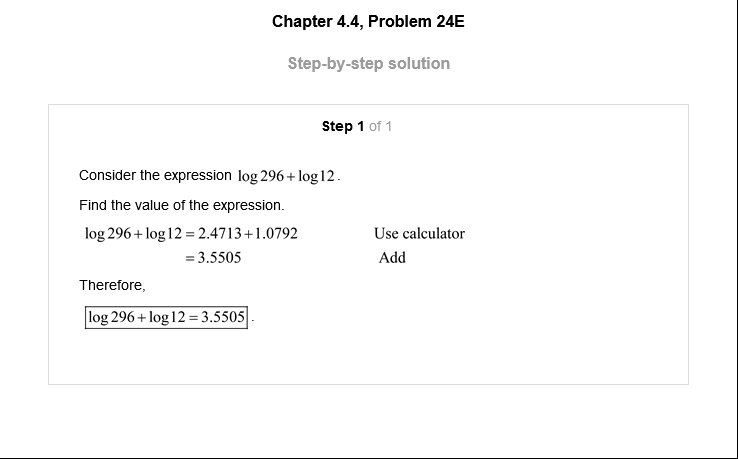 Chapter 4.4, Problem 24E
Step-by-step solution
Step 1 of 1
Consider the expression log 296 + log 12 .
Find the value of the expression.
log 296 + log 12 = 2.4713 + 1.0792 Use calculator
= 3.5505 Add
Therefore,
log 296 + log 12 = 3.5505 .